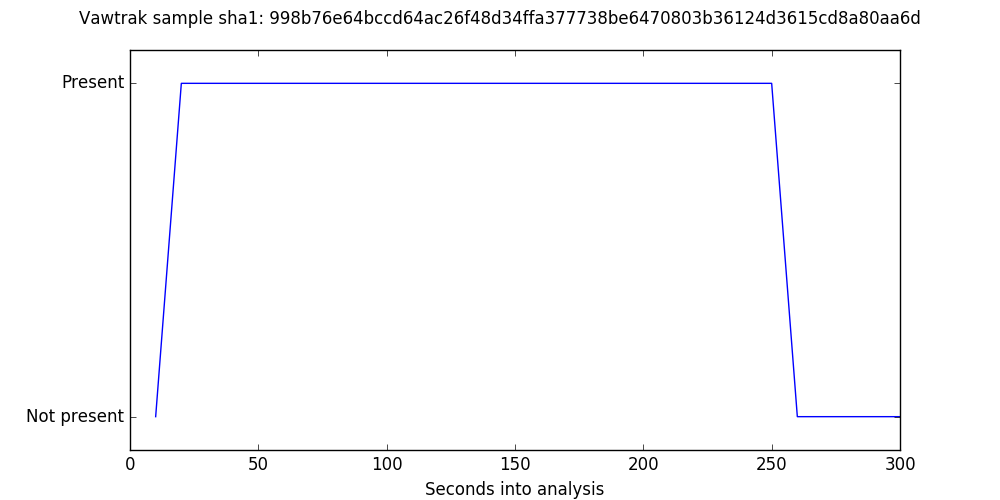 Vawtrak sample sha1: 998b76e64bccd64ac26f48d34ffa377738be6470803b36124d3615cd8a80aa6d
Present
Not present
0 50 100 150 200 250 300
Seconds into analysis